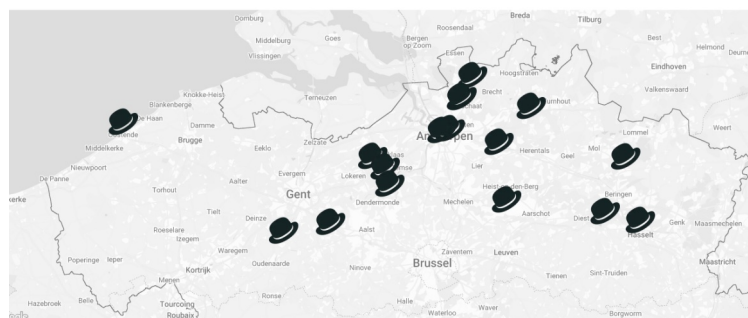 Domburg
Breda
Tilburg
Roosendaal
Middelburg
Goes
Bergen
op Zoom
Best
Helmond
Vlissingen
Essen
Eindhoven
Hoogstraten
Knokke-Heist
Terneuzen
Brecht
Valkenswaard
Blankenberge
De Haan
Damme
Zelzate
Lommel
Weert
Middelkerke
Brugge
Eeklo
Herentals
Mol
Geel
Nieuwpoort
Lier
De Panne
Aalter
Evergem
Lokeren
Torhout
Gent
Beringen
Tielt
Deinze
Dendermonde
Mechelen
Aarschot
Diest
Genk
Maasmechelen
Roeselare
Izegem
Aalst
Hasselt
Waregem
Zaventem
Leuven
Poperinge
Ieper
Kortrijk
Oudenaarde
Ninove
Brussel
Maastricht
Menen
Tienen
Sint-Truiden
Hazebroek
Belle
Tourcoing
Roubaix
Ronse
Halle
Waterloo
Waver
Borgworm